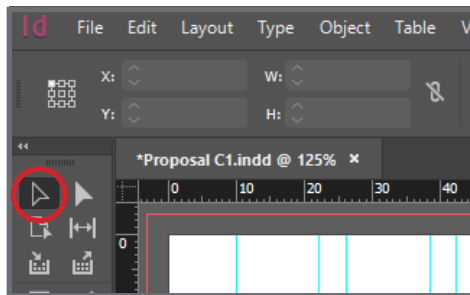 Id File Edit Layout Type Object Table V
X: W:
Y: H:
*Proposal C1.indd @ 125% ×
0 10 20 30 40
0